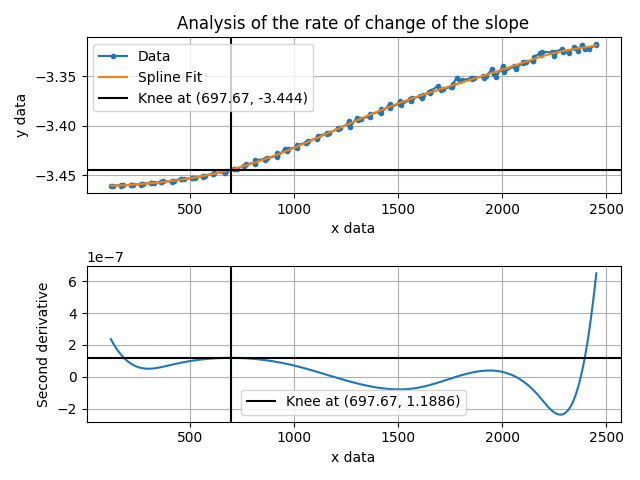 Analysis of the rate of change of the slope
Data
Spline Fit
Knee at (697.67, -3.444)
y data
−3.35
−3.40
−3.45
500
1000
1500
2000
2500
x data
1e−7
Second derivative
6
4
2
0
−2
Knee at (697.67, 1.1886)
500
1000
1500
2000
2500
x data